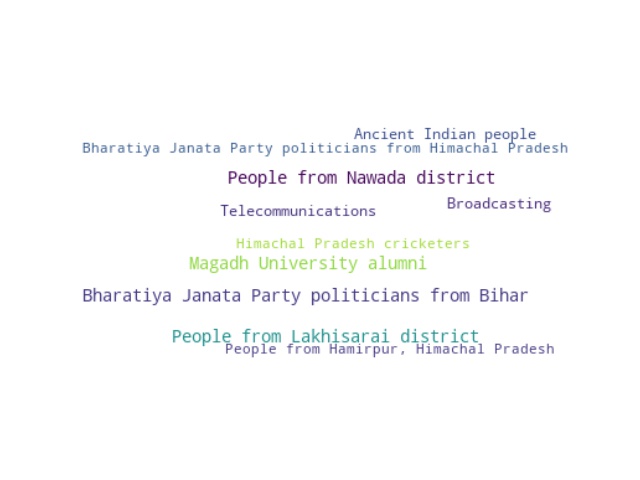 Ancient Indian people
Bharatiya Janata Party politicians from Himachal Pradesh
People from Nawada district
Broadcasting
Telecommunications
Himachal Pradesh cricketers
Magadh University alumni
Bharatiya Janata Party politicians from Bihar
People from Lakhisarai district
People from Hamirpur, Himachal Pradesh